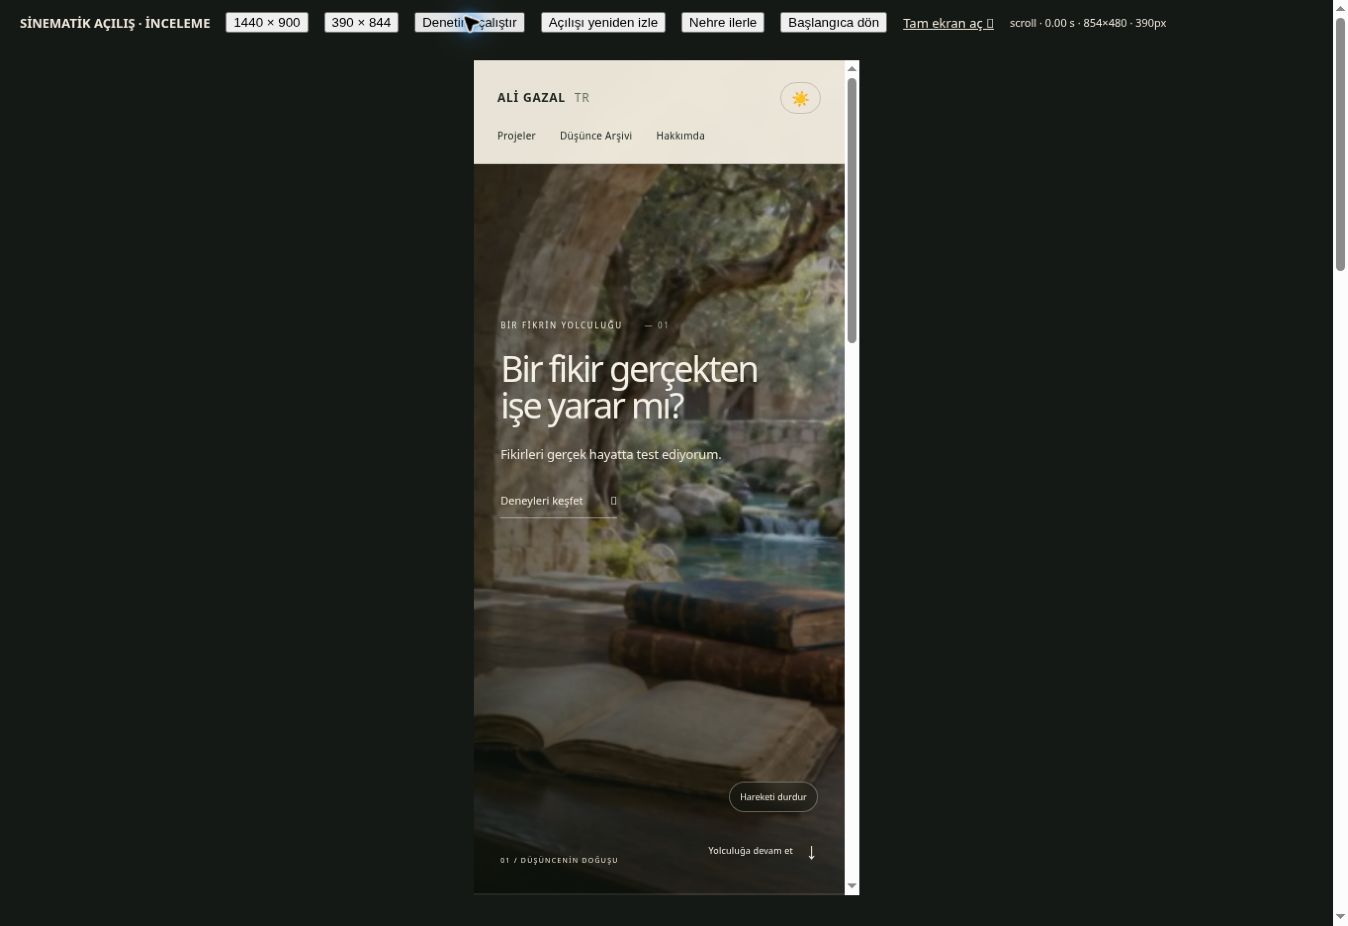 SİNEMATİK AÇILIŞ · İNCELEME 1440 × 900 390 × 844 Açılışı yeniden izle Nehre ilerle Başlangıca dön Tam ekran aç scroll · 0.00 s · 854×480 · 390px
ALİ GAZAL TR
Projeler Düşünce Arşivi Hakkımda
BİR FİKRİN YOLCULUĞU — 01
Bir fikir gerçekten
işe yarar mı?
Fikirleri gerçek hayatta test ediyorum.
Deneyleri keşfet
Hareketi durdur
Yolculuğa devam et ↓
01 / DÜŞÜNCENİN DOĞUŞU